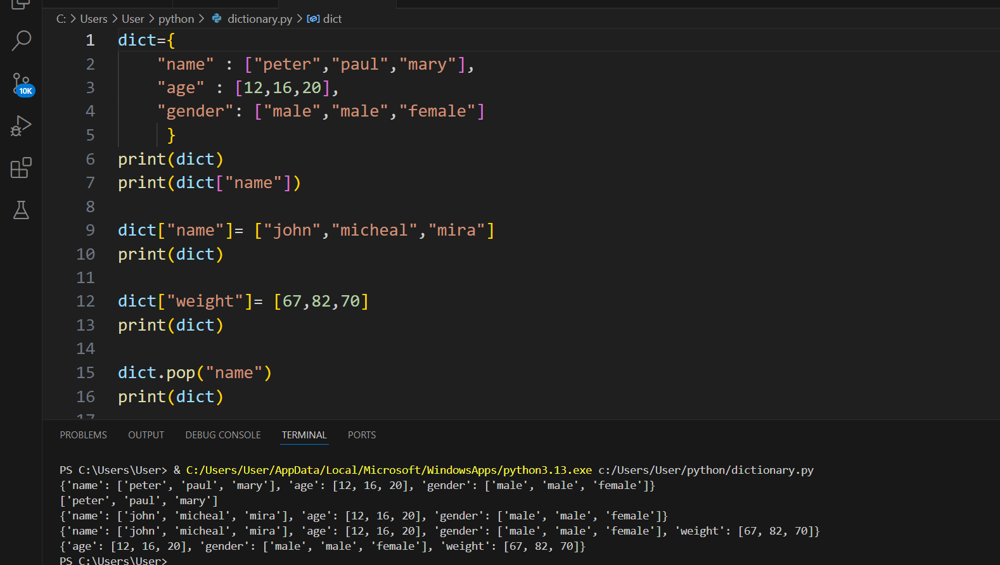 C: > Users > User > python > dictionary.py > dict
1 dict={
2 "name" : ["peter","paul","mary"],
3 "age" : [12,16,20],
4 "gender": ["male","male","female"]
5 }
6 print(dict)
7 print(dict["name"])
8
9 dict["name"]= ["john","micheal","mira"]
10 print(dict)
11
12 dict["weight"]= [67,82,70]
13 print(dict)
14
15 dict.pop("name")
16 print(dict)
17
10K
PROBLEMS OUTPUT DEBUG CONSOLE TERMINAL PORTS
PS C:\Users\User> & C:/Users/User/AppData/Local/Microsoft/WindowsApps/python3.13.exe c:/Users/User/python/dictionary.py
{'name': ['peter', 'paul', 'mary'], 'age': [12, 16, 20], 'gender': ['male', 'male', 'female']}
['peter', 'paul', 'mary']
{'name': ['john', 'micheal', 'mira'], 'age': [12, 16, 20], 'gender': ['male', 'male', 'female']}
{'name': ['john', 'micheal', 'mira'], 'age': [12, 16, 20], 'gender': ['male', 'male', 'female'], 'weight': [67, 82, 70]}
{'age': [12, 16, 20], 'gender': ['male', 'male', 'female'], 'weight': [67, 82, 70]}
PS C:\Users\User>